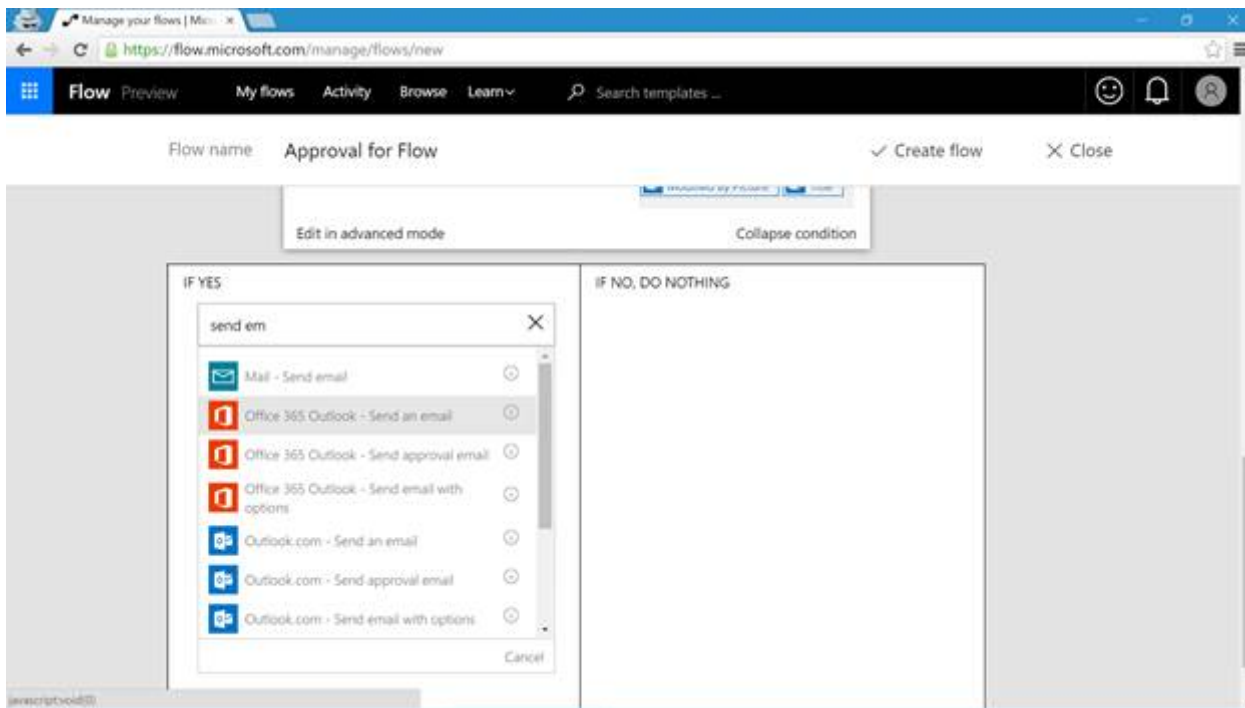 Manage your flows | Mic
https://flow.microsoft.com/manage/flows/new
Flow Preview My flows Activity Browse Learn Search templates ...
Flow name Approval for Flow Create flow Close
Modified by Picture Title
Edit in advanced mode Collapse condition
IF YES IF NO, DO NOTHING
send em
Mail - Send email
Office 365 Outlook - Send an email
Office 365 Outlook - Send approval email
Office 365 Outlook - Send email with
options
Outlook.com - Send an email
Outlook.com - Send approval email
Outlook.com - Send email with options
Cancel
javascript:void(0)